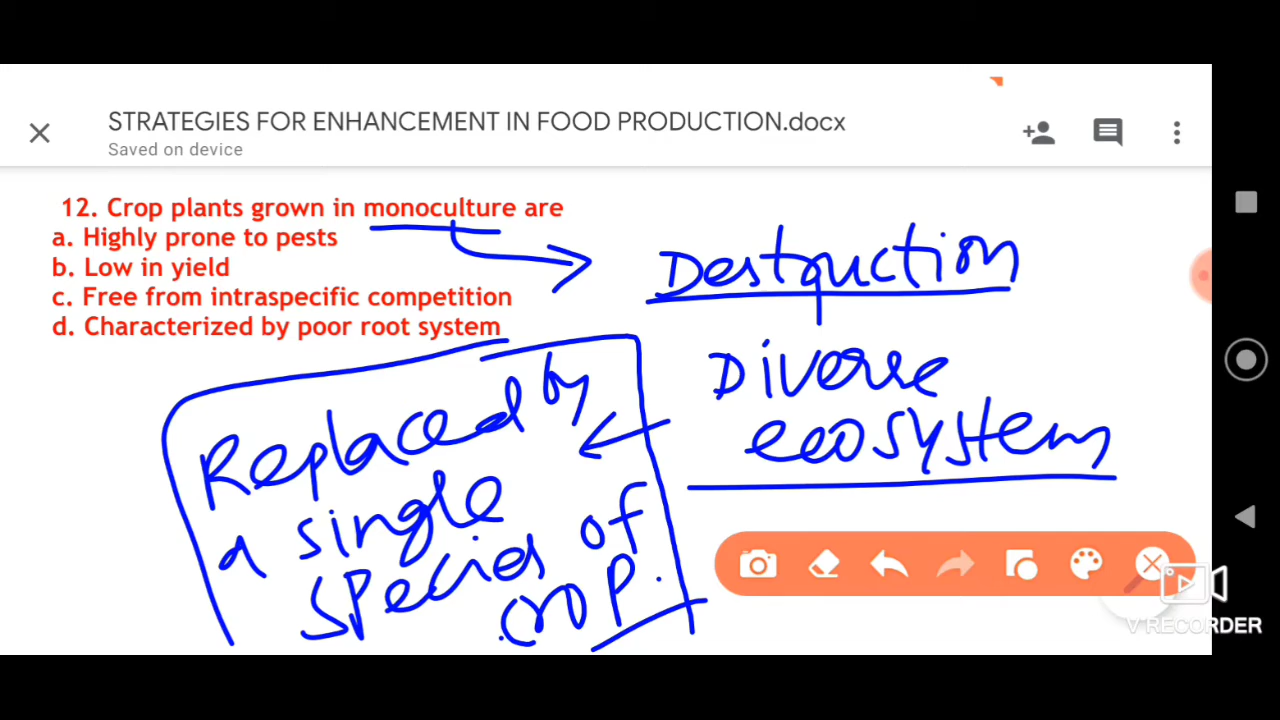 STRATEGIES FOR ENHANCEMENT IN FOOD PRODUCTION.docx
Saved on device
12. Crop plants grown in monoculture are
a. Highly prone to pests
b. Low in yield
c. Free from intraspecific competition
d. Characterized by poor root system
Destruction
Diverse
ecosystem
Replaced by
a single
species of
crop.
V RECORDER